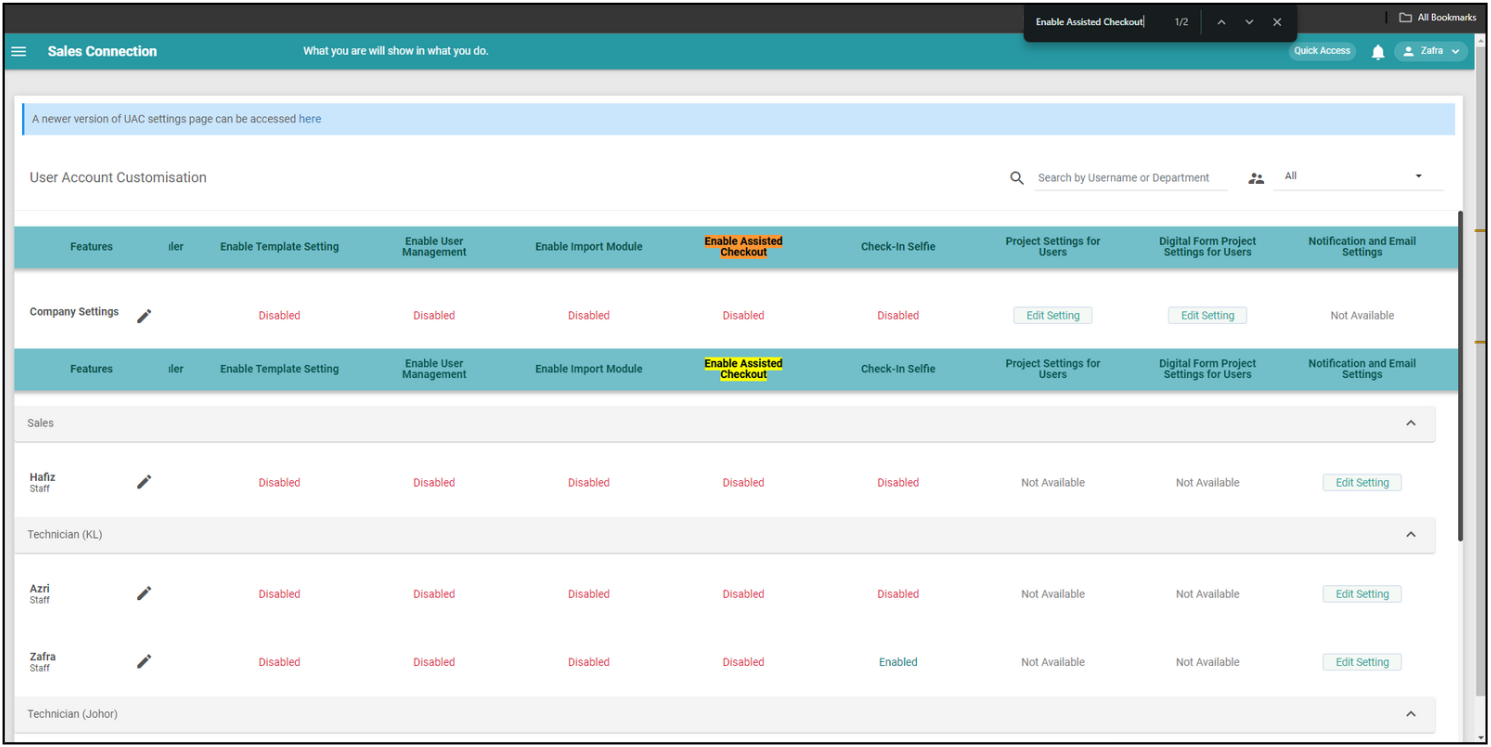 Enable Assisted Checkout 1/2
All Bookmarks
Sales Connection What you are will show in what you do. Quick Access Zafra
A newer version of UAC settings page can be accessed here
User Account Customisation Search by Username or Department All
Features ıler Enable Template Setting Enable User Management Enable Import Module Enable Assisted Checkout Check-In Selfie Project Settings for Users Digital Form Project Settings for Users Notification and Email Settings
Company Settings Disabled Disabled Disabled Disabled Disabled Edit Setting Edit Setting Not Available
Features ıler Enable Template Setting Enable User Management Enable Import Module Enable Assisted Checkout Check-In Selfie Project Settings for Users Digital Form Project Settings for Users Notification and Email Settings
Sales
Hafiz Disabled Disabled Disabled Disabled Disabled Not Available Not Available Edit Setting
Staff
Technician (KL)
Azri Disabled Disabled Disabled Disabled Disabled Not Available Not Available Edit Setting
Staff
Zafra Disabled Disabled Disabled Disabled Enabled Not Available Not Available Edit Setting
Staff
Technician (Johor)